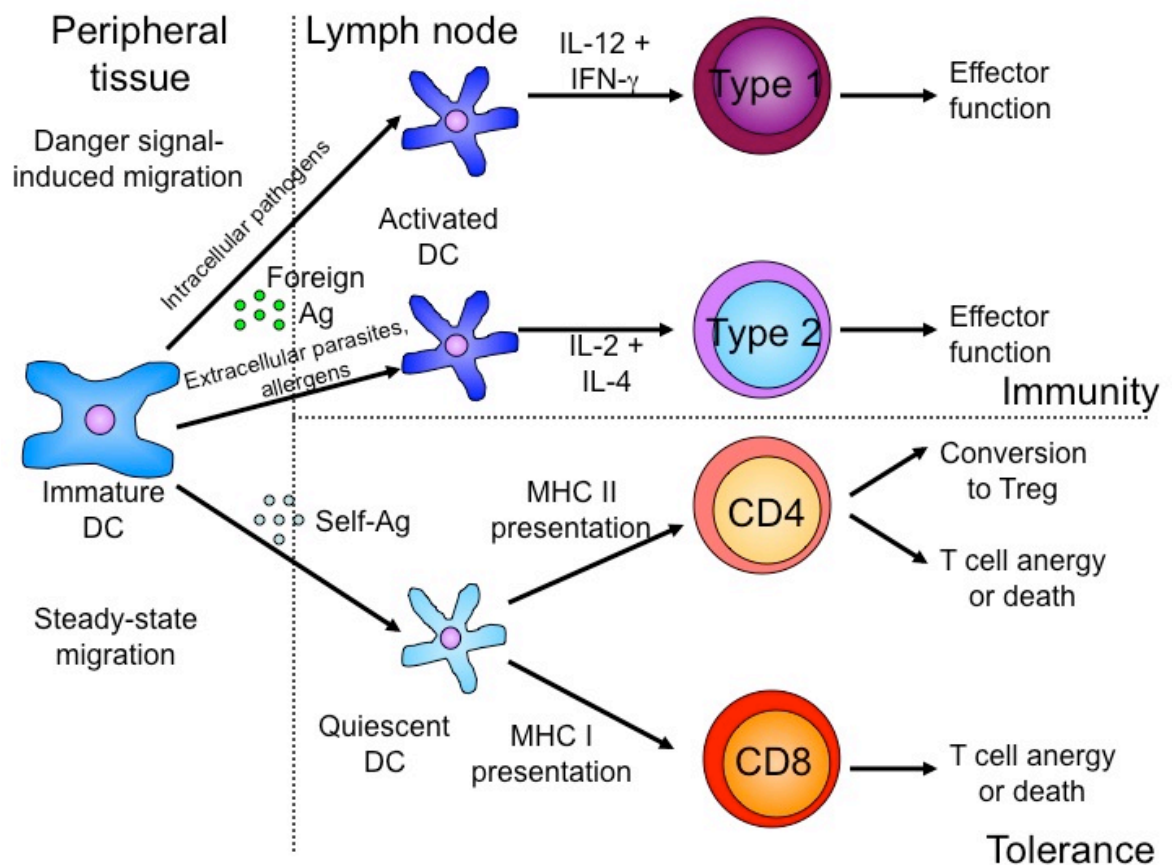 Peripheral
tissue
Danger signal-
induced migration
Immature
DC
Steady-state
migration
Lymph node
Intracellular pathogens
Foreign
Ag
Extracellular parasites,
allergens
Self-Ag
Activated
DC
Quiescent
DC
IL-12 +
IFN-γ
Type 1
Effector
function
IL-2 +
IL-4
Type 2
Effector
function
Immunity
MHC II
presentation
CD4
Conversion
to Treg
T cell anergy
or death
MHC I
presentation
CD8
T cell anergy
or death
Tolerance